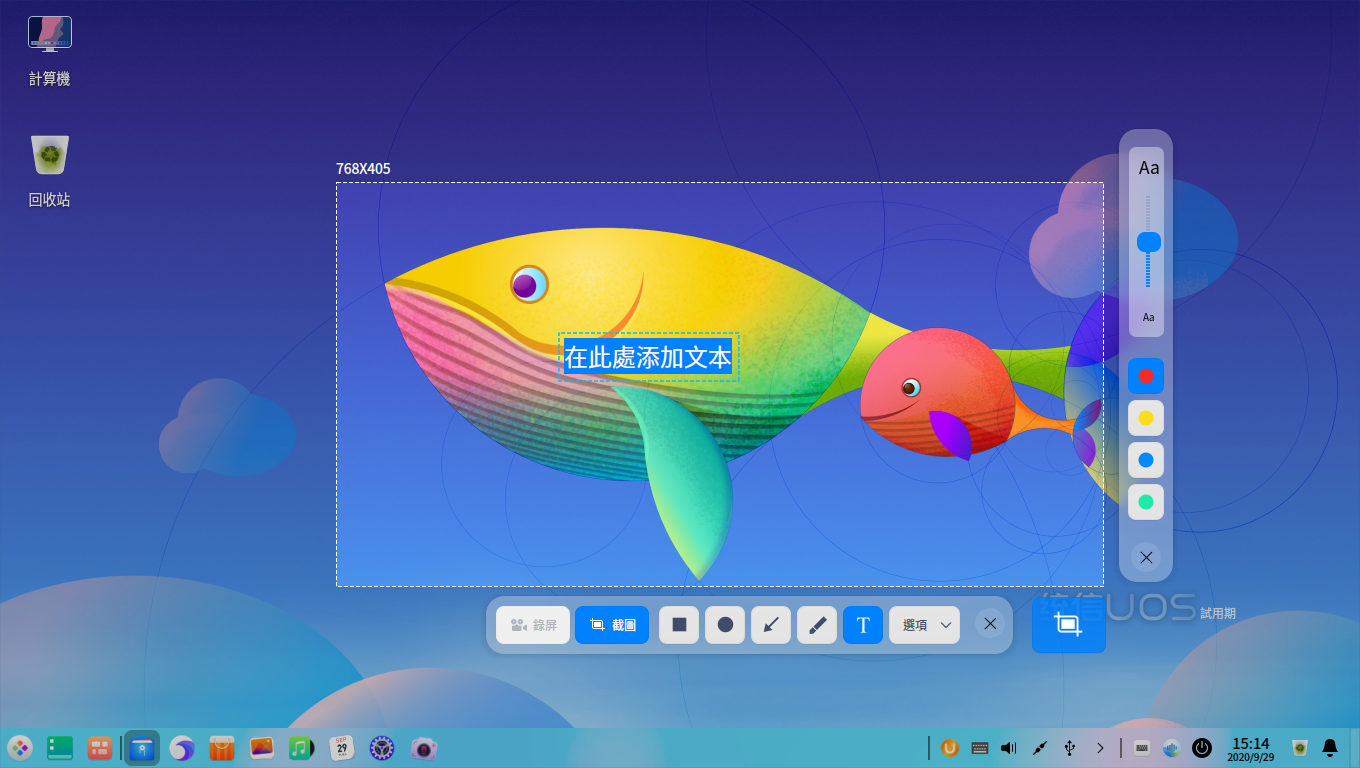 計算機
回收站
768X405
Aa
在此處添加文本
Aa
錄屏
截圖
T
選項
统信UOS
試用期
SEP
29
15:14
2020/9/29